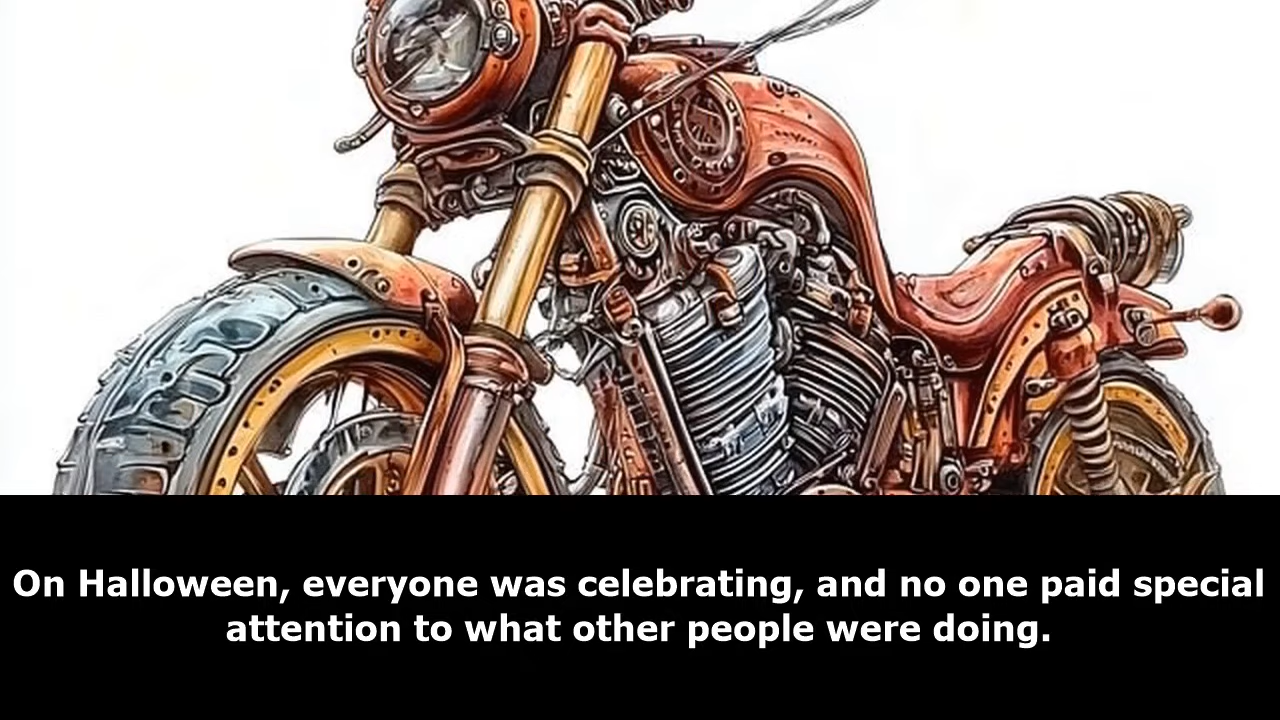 On Halloween, everyone was celebrating, and no one paid special
attention to what other people were doing.